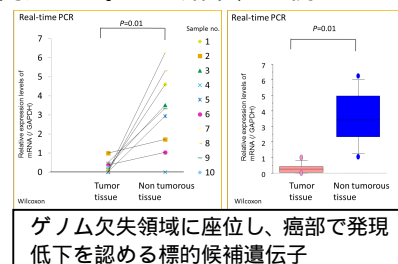 Real-time PCR
P=0.01
Sample no.
Relative expression levels of mRNA (/ GAPDH)
7
6
5
4
3
2
1
0
1
2
3
4
5
6
7
8
9
10
Tumor tissue
Non tumorous tissue
Wilcoxon
Real-time PCR
P=0.01
Relative expression levels of mRNA (/ GAPDH)
7
6
5
4
3
2
1
0
Tumor tissue
Non tumorous tissue
Wilcoxon
ゲノム欠失領域に座位し、癌部で発現
低下を認める標的候補遺伝子